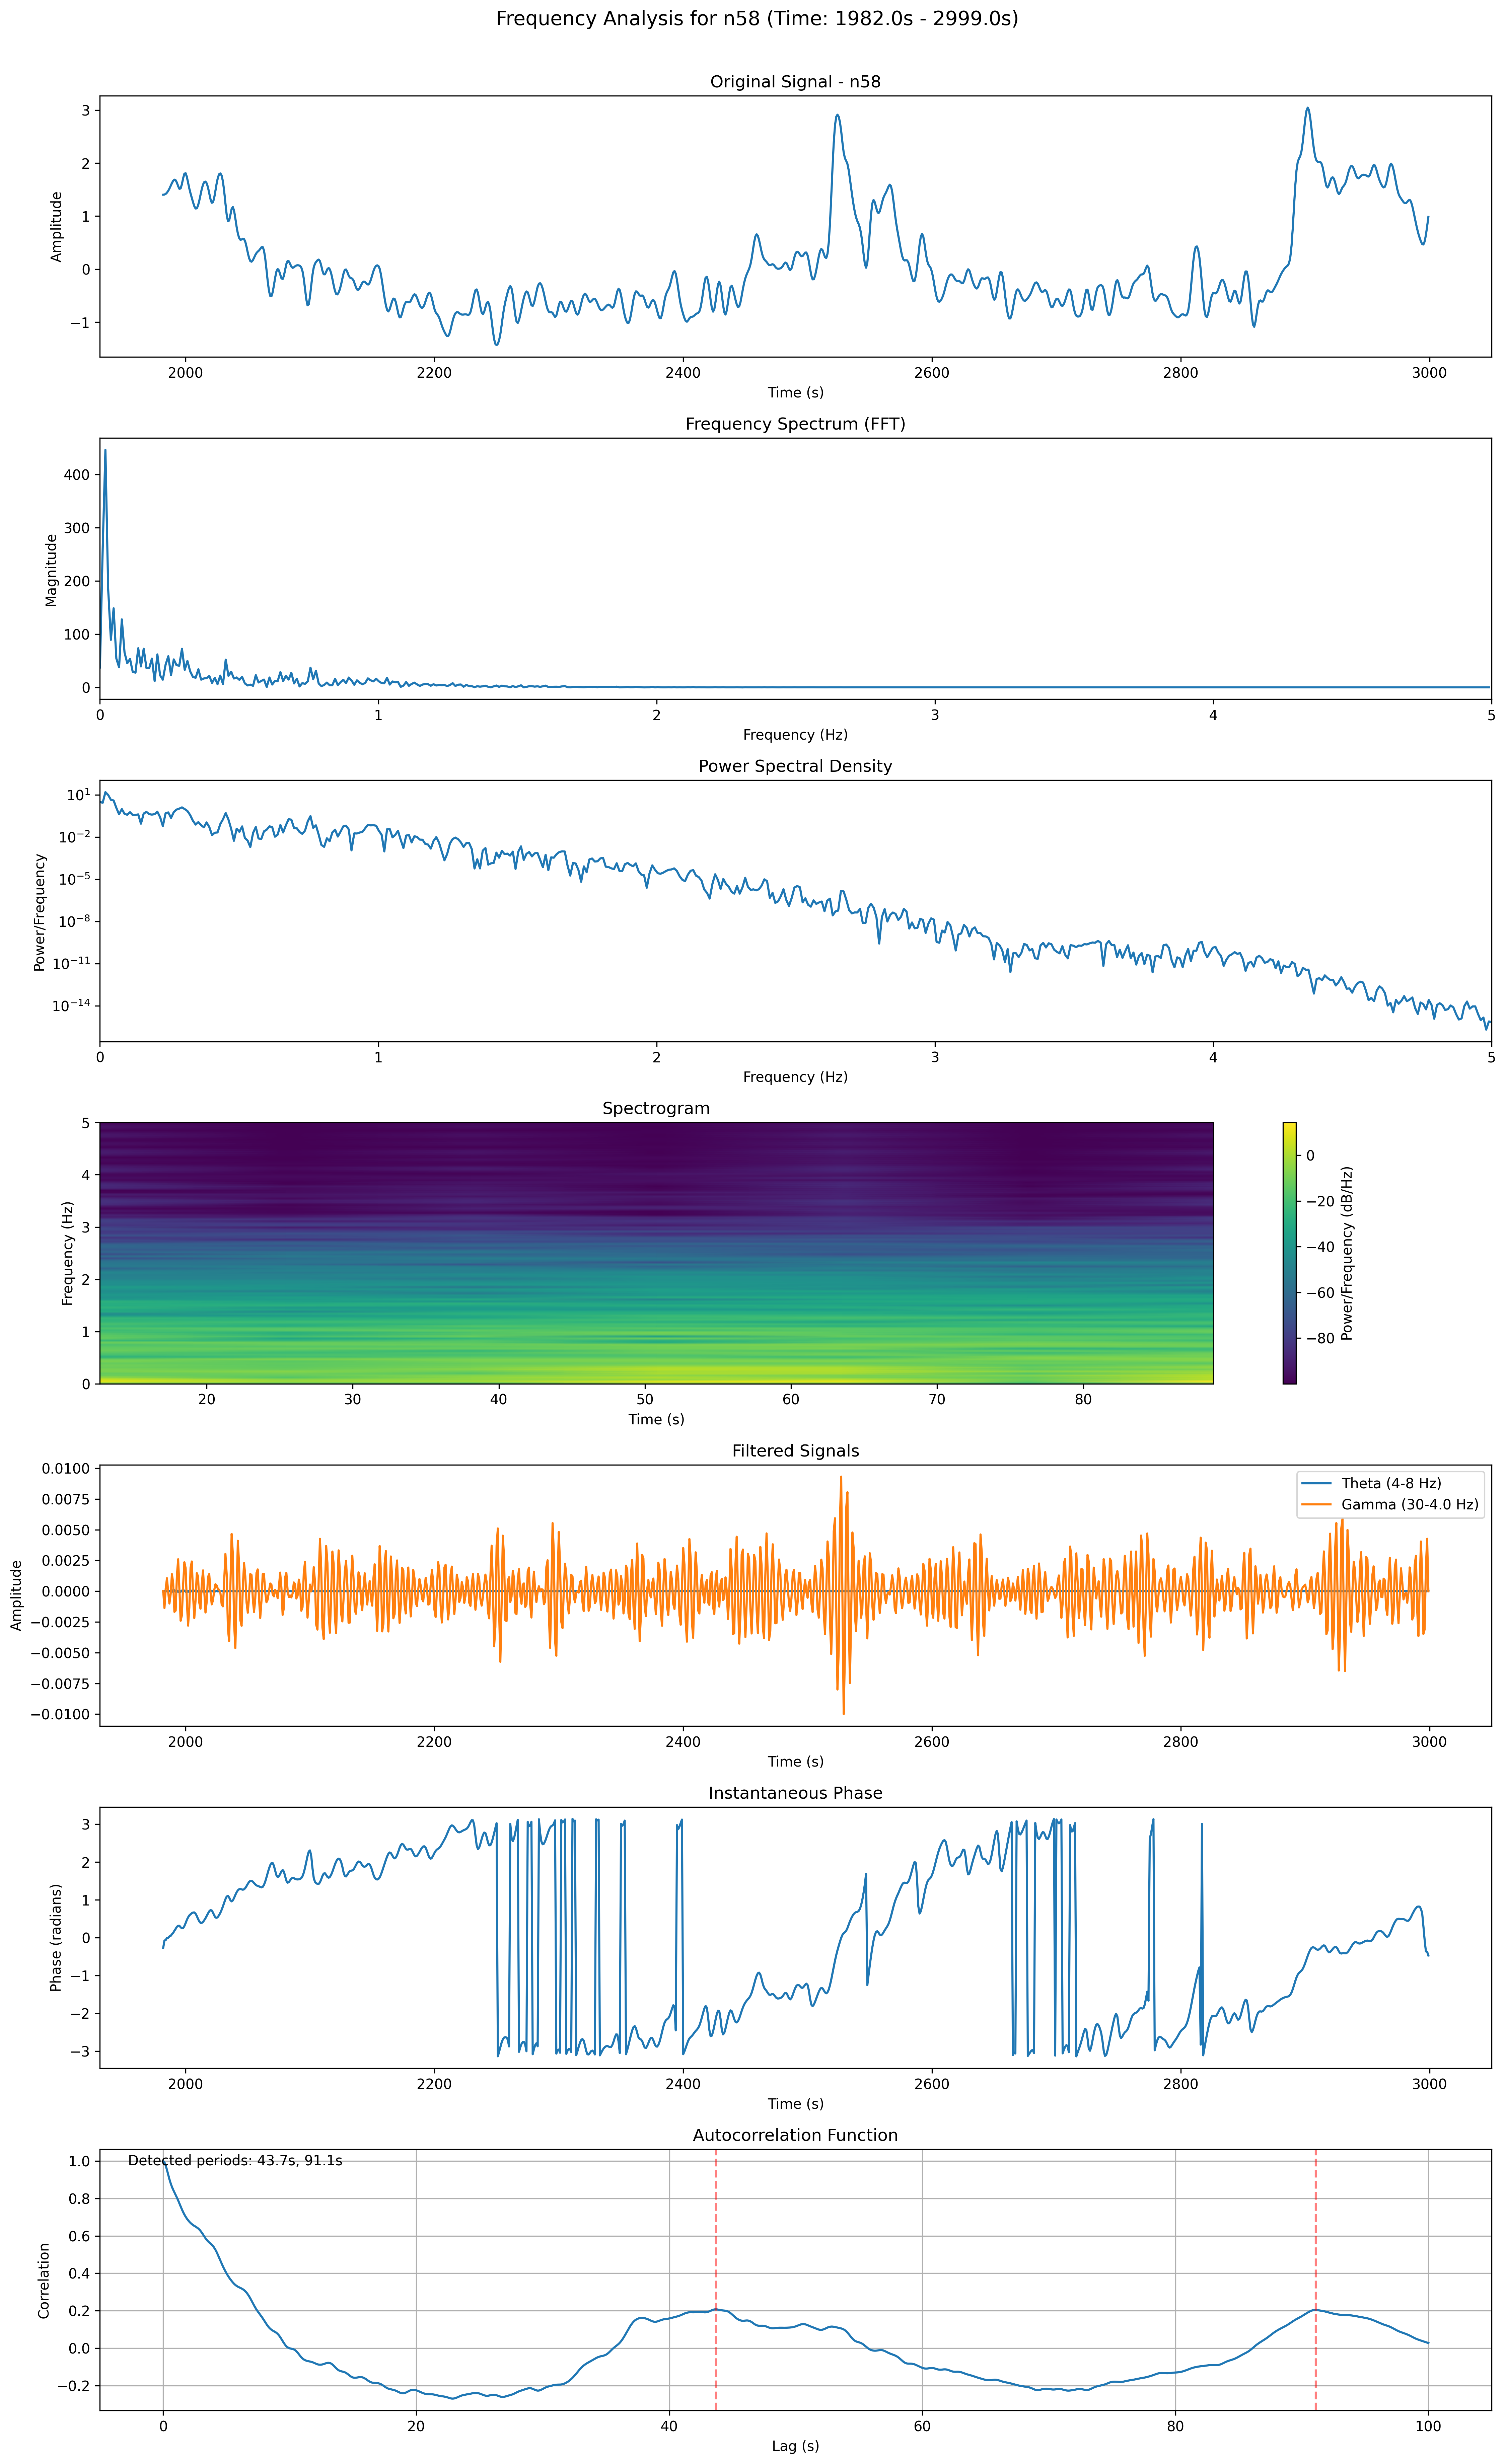 Frequency Analysis for n58 (Time: 1982.0s - 2999.0s)
Original Signal - n58
3
2
1
0
−1
Amplitude
2000 2200 2400 2600 2800 3000
Time (s)
Frequency Spectrum (FFT)
400
300
200
100
0
Magnitude
0 1 2 3 4 5
Frequency (Hz)
Power Spectral Density
10^1
10^−2
10^−5
10^−8
10^−11
10^−14
Power/Frequency
0 1 2 3 4 5
Frequency (Hz)
Spectrogram
5
4
3
2
1
0
Frequency (Hz)
20 30 40 50 60 70 80
Time (s)
0
−20
−40
−60
−80
Power/Frequency (dB/Hz)
Filtered Signals
0.0100
0.0075
0.0050
0.0025
0.0000
−0.0025
−0.0050
−0.0075
−0.0100
Amplitude
Theta (4-8 Hz)
Gamma (30-4.0 Hz)
2000 2200 2400 2600 2800 3000
Time (s)
Instantaneous Phase
3
2
1
0
−1
−2
−3
Phase (radians)
2000 2200 2400 2600 2800 3000
Time (s)
Autocorrelation Function
Detected periods: 43.7s, 91.1s
1.0
0.8
0.6
0.4
0.2
0.0
−0.2
Correlation
0 20 40 60 80 100
Lag (s)